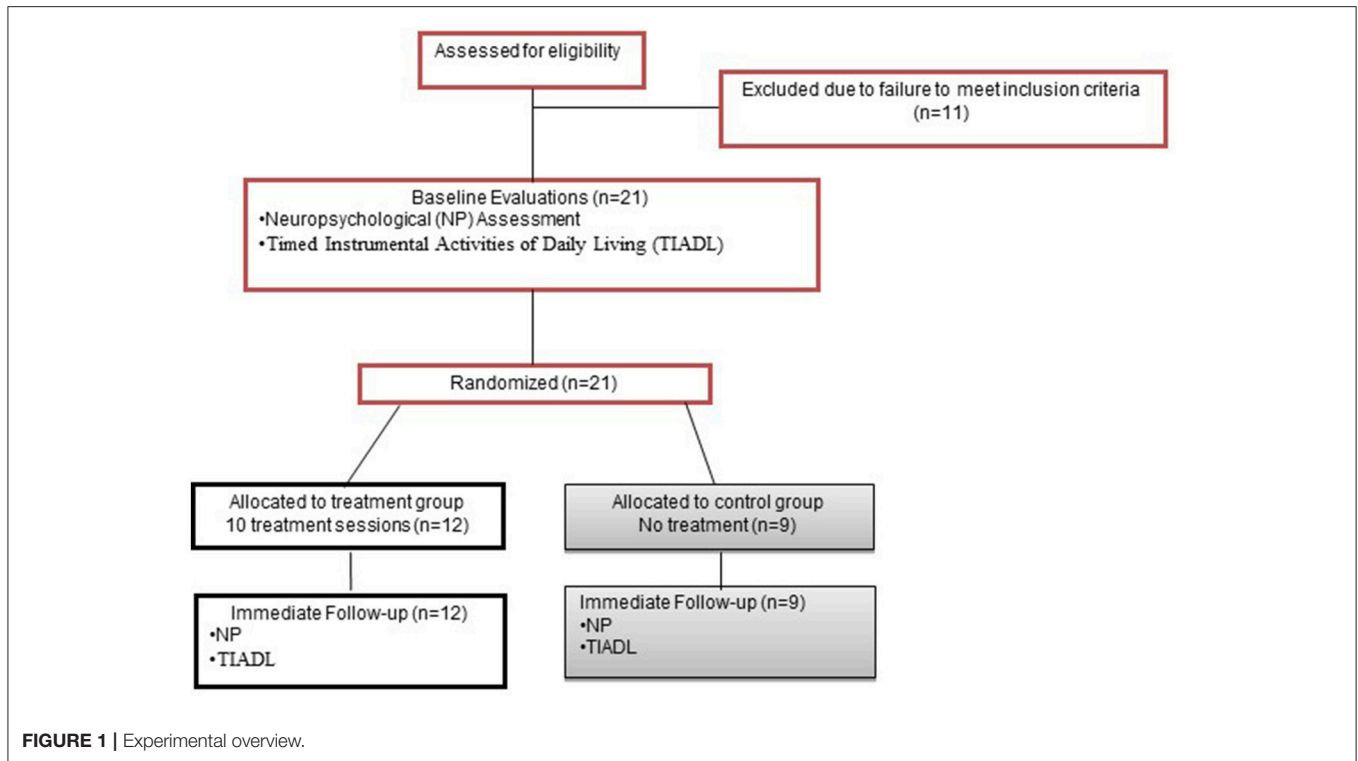 Assessed for eligibility
Excluded due to failure to meet inclusion criteria
(n=11)
Baseline Evaluations (n=21)
•Neuropsychological (NP) Assessment
•Timed Instrumental Activities of Daily Living (TIADL)
Randomized (n=21)
Allocated to treatment group
10 treatment sessions (n=12)
Allocated to control group
No treatment (n=9)
Immediate Follow-up (n=12)
•NP
•TIADL
Immediate Follow-up (n=9)
•NP
•TIADL
FIGURE 1 | Experimental overview.